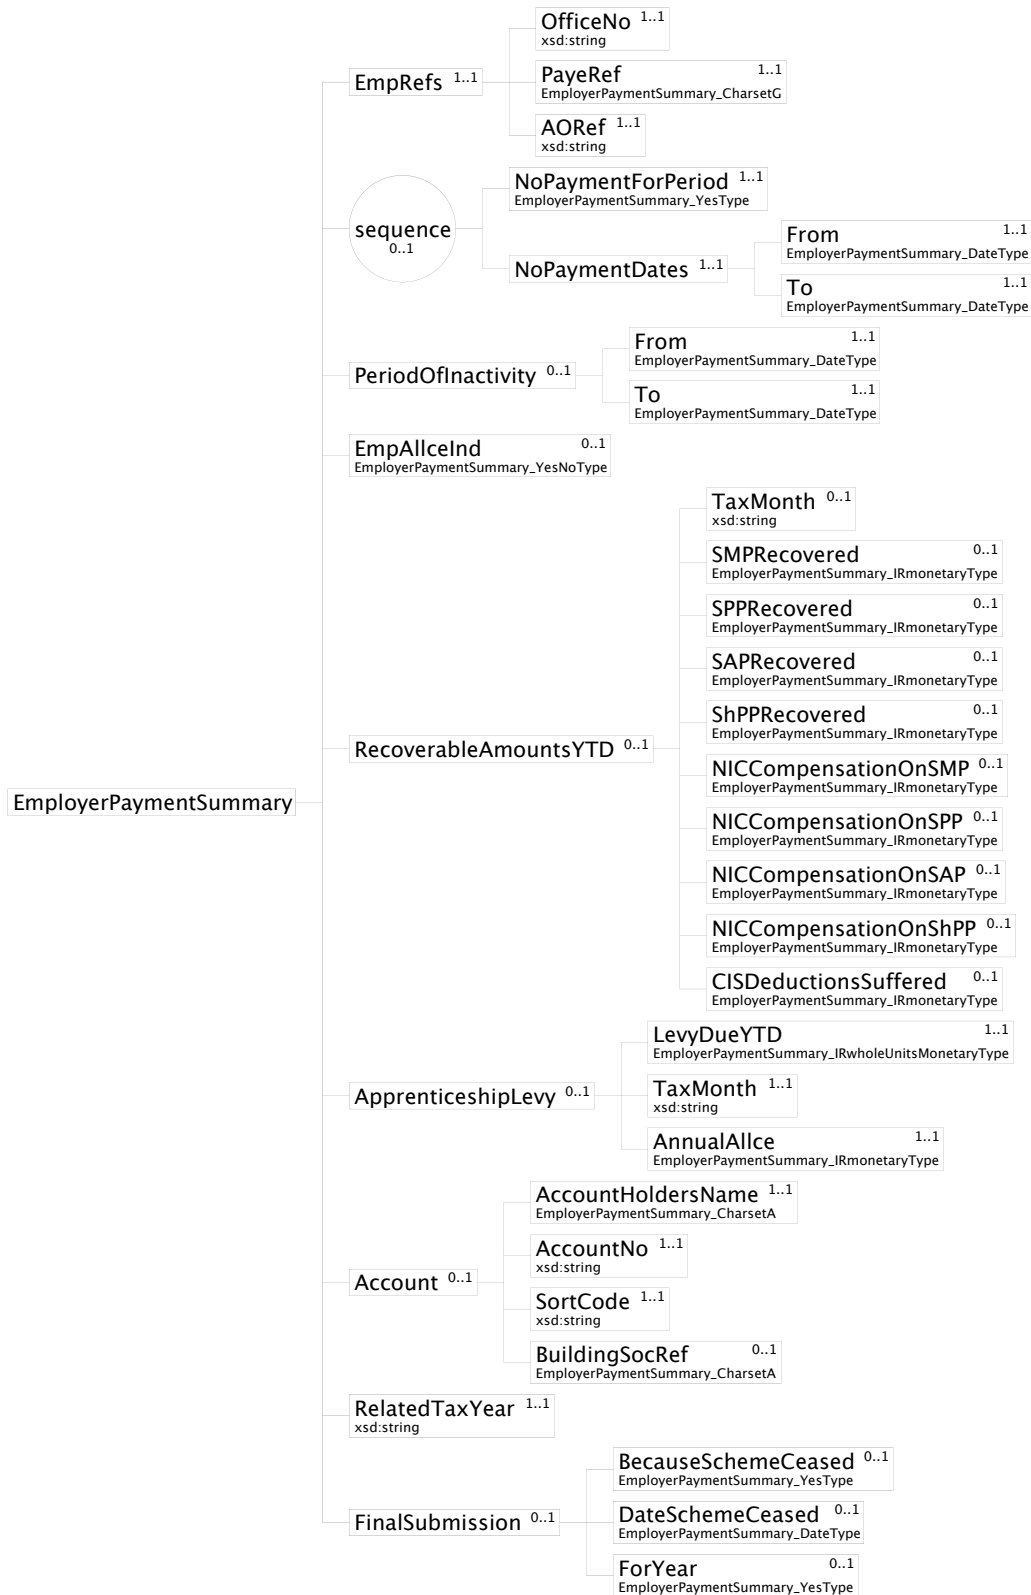 OfficeNo 1..1
xsd:string
EmpRefs 1..1
PayeRef 1..1
EmployerPaymentSummary_CharsetG
AORef 1..1
xsd:string
NoPaymentForPeriod 1..1
EmployerPaymentSummary_YesType
sequence
0..1
From 1..1
EmployerPaymentSummary_DateType
NoPaymentDates 1..1
To 1..1
EmployerPaymentSummary_DateType
From 1..1
EmployerPaymentSummary_DateType
PeriodOfInactivity 0..1
To 1..1
EmployerPaymentSummary_DateType
EmpAllceInd 0..1
EmployerPaymentSummary_YesNoType
TaxMonth 0..1
xsd:string
SMPRecovered 0..1
EmployerPaymentSummary_IRmonetaryType
SPPRecovered 0..1
EmployerPaymentSummary_IRmonetaryType
SAPRecovered 0..1
EmployerPaymentSummary_IRmonetaryType
ShPPRecovered 0..1
EmployerPaymentSummary_IRmonetaryType
RecoverableAmountsYTD 0..1
NICCompensationOnSMP 0..1
EmployerPaymentSummary_IRmonetaryType
EmployerPaymentSummary
NICCompensationOnSPP 0..1
EmployerPaymentSummary_IRmonetaryType
NICCompensationOnSAP 0..1
EmployerPaymentSummary_IRmonetaryType
NICCompensationOnShPP 0..1
EmployerPaymentSummary_IRmonetaryType
CISDeductionsSuffered 0..1
EmployerPaymentSummary_IRmonetaryType
LevyDueYTD 1..1
EmployerPaymentSummary_IRwholeUnitsMonetaryType
ApprenticeshipLevy 0..1
TaxMonth 1..1
xsd:string
AnnualAllce 1..1
EmployerPaymentSummary_IRmonetaryType
AccountHoldersName 1..1
EmployerPaymentSummary_CharsetA
AccountNo 1..1
xsd:string
Account 0..1
SortCode 1..1
xsd:string
BuildingSocRef 0..1
EmployerPaymentSummary_CharsetA
RelatedTaxYear 1..1
xsd:string
BecauseSchemeCeased 0..1
EmployerPaymentSummary_YesType
FinalSubmission 0..1
DateSchemeCeased 0..1
EmployerPaymentSummary_DateType
ForYear 0..1
EmployerPaymentSummary_YesType